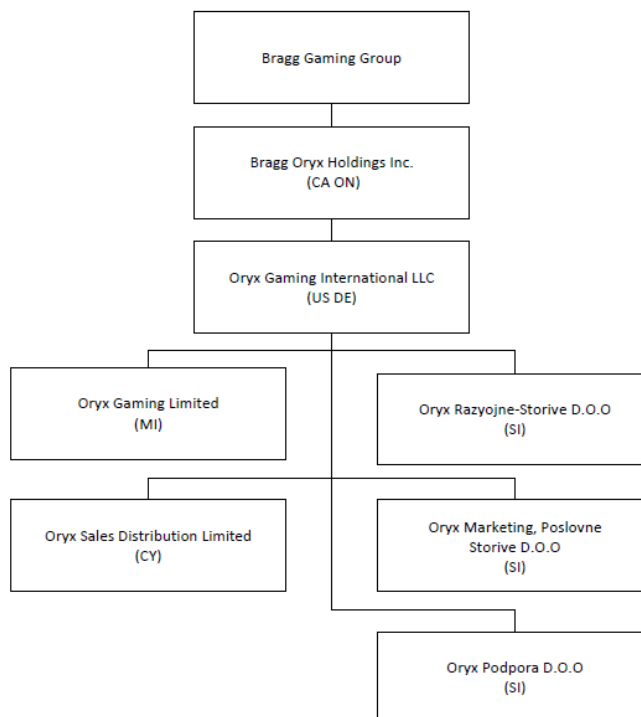 Bragg Gaming Group
Bragg Oryx Holdings Inc.
(CA ON)
Oryx Gaming International LLC
(US DE)
Oryx Gaming Limited
(MI)
Oryx Razyojne-Storive D.O.O
(SI)
Oryx Sales Distribution Limited
(CY)
Oryx Marketing, Poslovne
Storive D.O.O
(SI)
Oryx Podpora D.O.O
(SI)